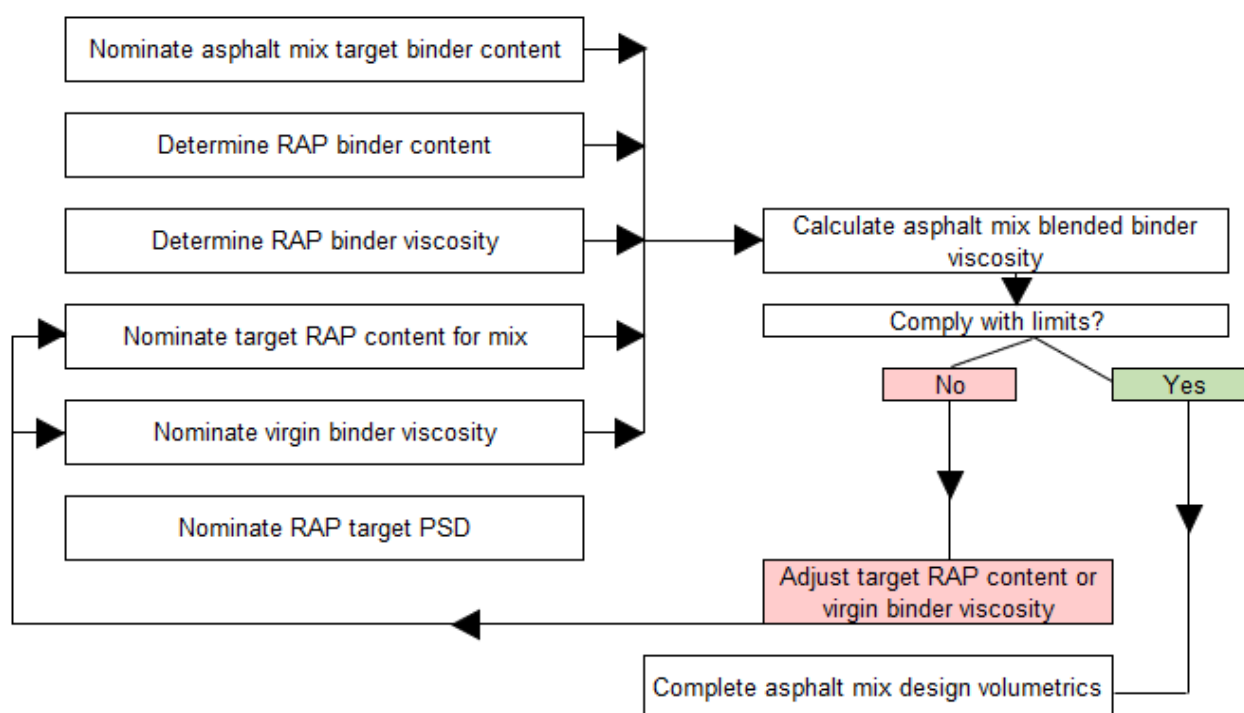 Nominate asphalt mix target binder content
Determine RAP binder content
Determine RAP binder viscosity
Nominate target RAP content for mix
Nominate virgin binder viscosity
Nominate RAP target PSD
Calculate asphalt mix blended binder
viscosity
Comply with limits?
No
Yes
Adjust target RAP content or
virgin binder viscosity
Complete asphalt mix design volumetrics